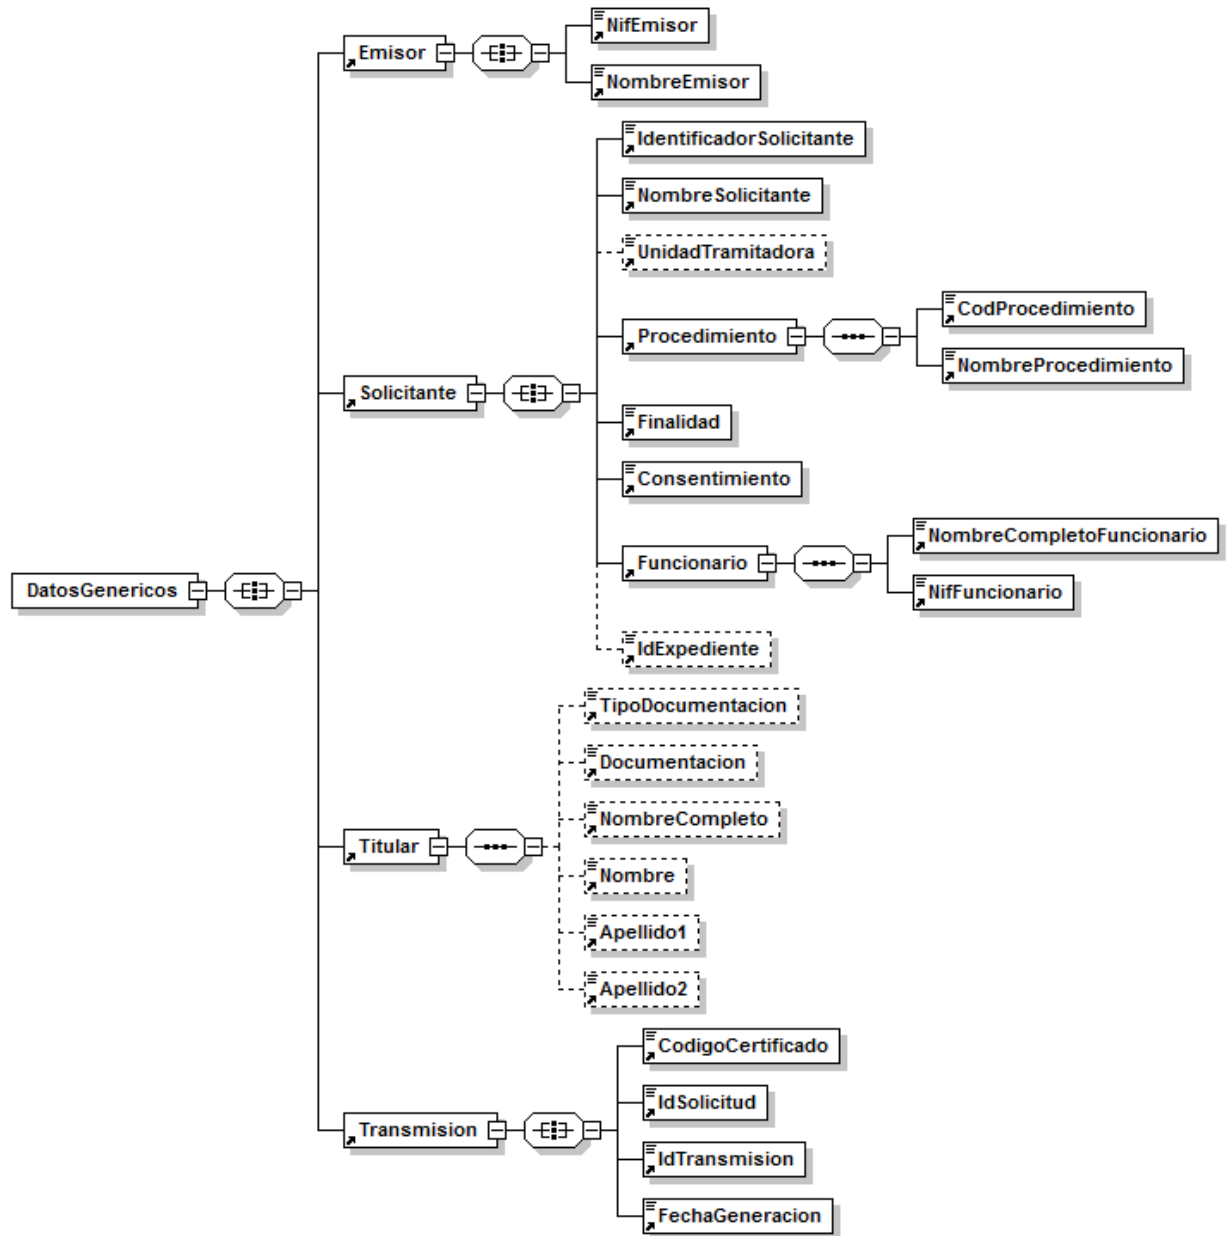 Emisor
NifEmisor
NombreEmisor
IdentificadorSolicitante
NombreSolicitante
UnidadTramitadora
Procedimiento
CodProcedimiento
NombreProcedimiento
Solicitante
Finalidad
Consentimiento
Funcionario
NombreCompletoFuncionario
NifFuncionario
DatosGenericos
IdExpediente
TipoDocumentacion
Documentacion
NombreCompleto
Titular
Nombre
Apellido1
Apellido2
CodigoCertificado
IdSolicitud
Transmision
IdTransmision
FechaGeneracion